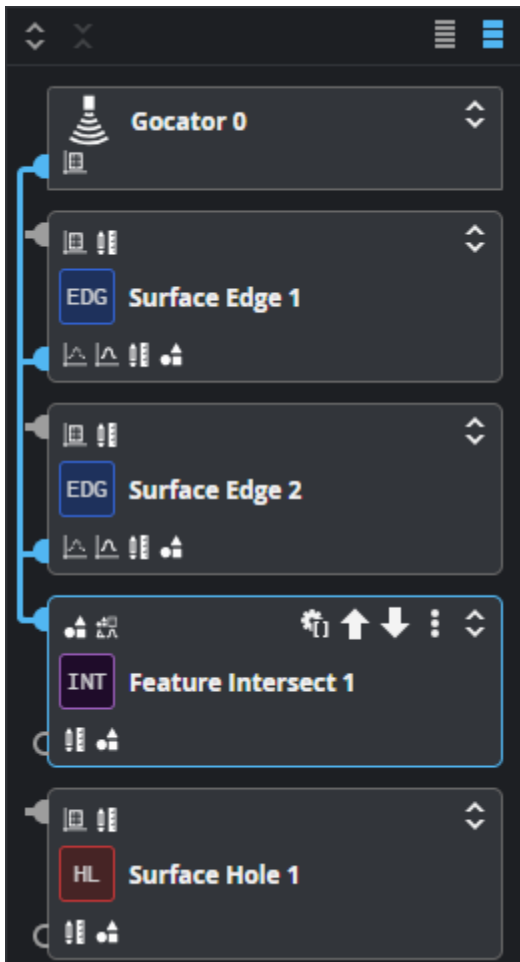 Gocator 0
EDG Surface Edge 1
EDG Surface Edge 2
INT Feature Intersect 1
HL Surface Hole 1